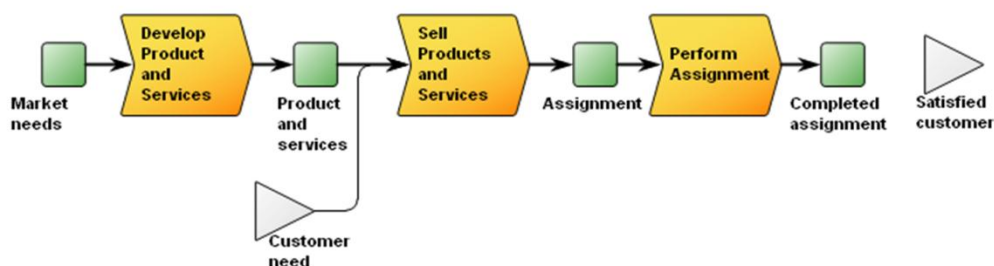 Develop
Product
and
Services
Sell
Products
and
Services
Perform
Assignment
Market
needs
Product
and
services
Assignment
Completed
assignment
Satisfied
customer
Customer
need